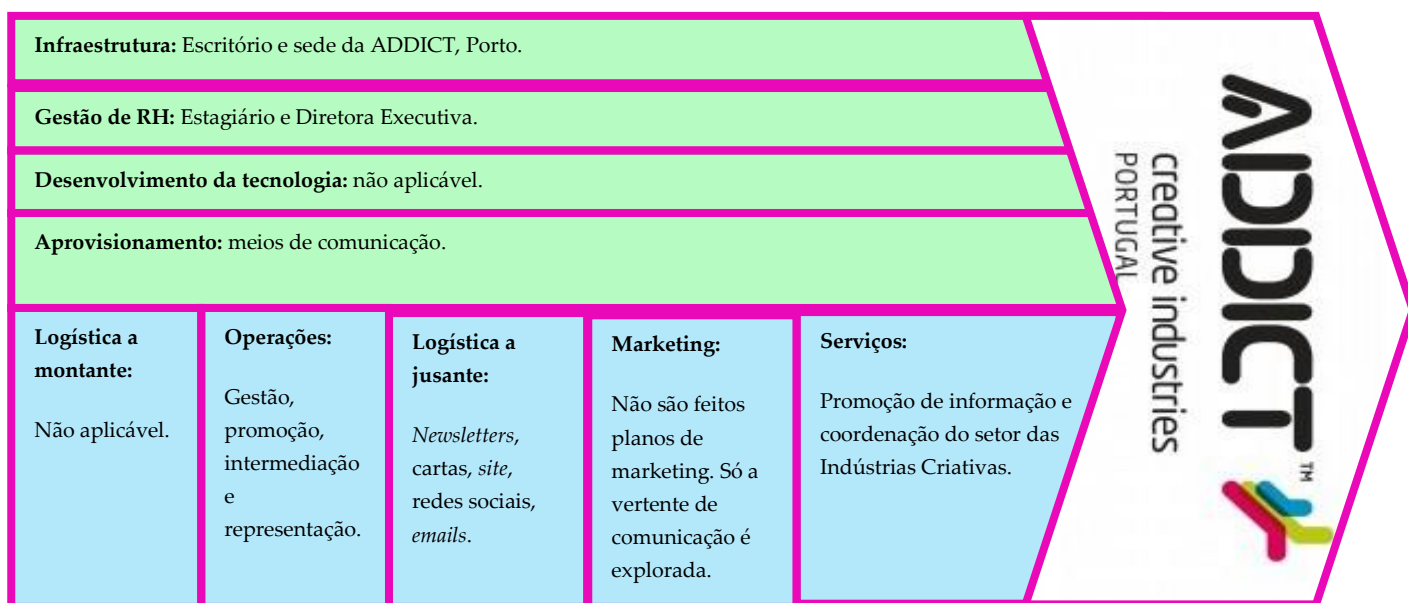 Infraestrutura: Escritório e sede da ADDICT, Porto.
Gestão de RH: Estagiário e Diretora Executiva.
Desenvolvimento da tecnologia: não aplicável.
Aprovisionamento: meios de comunicação.
Logística a
montante:
Não aplicável.
Operações:
Gestão,
promoção,
intermediação
e
representação.
Logística a
jusante:
Newsletters,
cartas, site,
redes sociais,
emails.
Marketing:
Não são feitos
planos de
marketing. Só a
vertente de
comunicação é
explorada.
Serviços:
Promoção de informação e
coordenação do setor das
Indústrias Criativas.
ADDICT™
creative industries
PORTUGAL